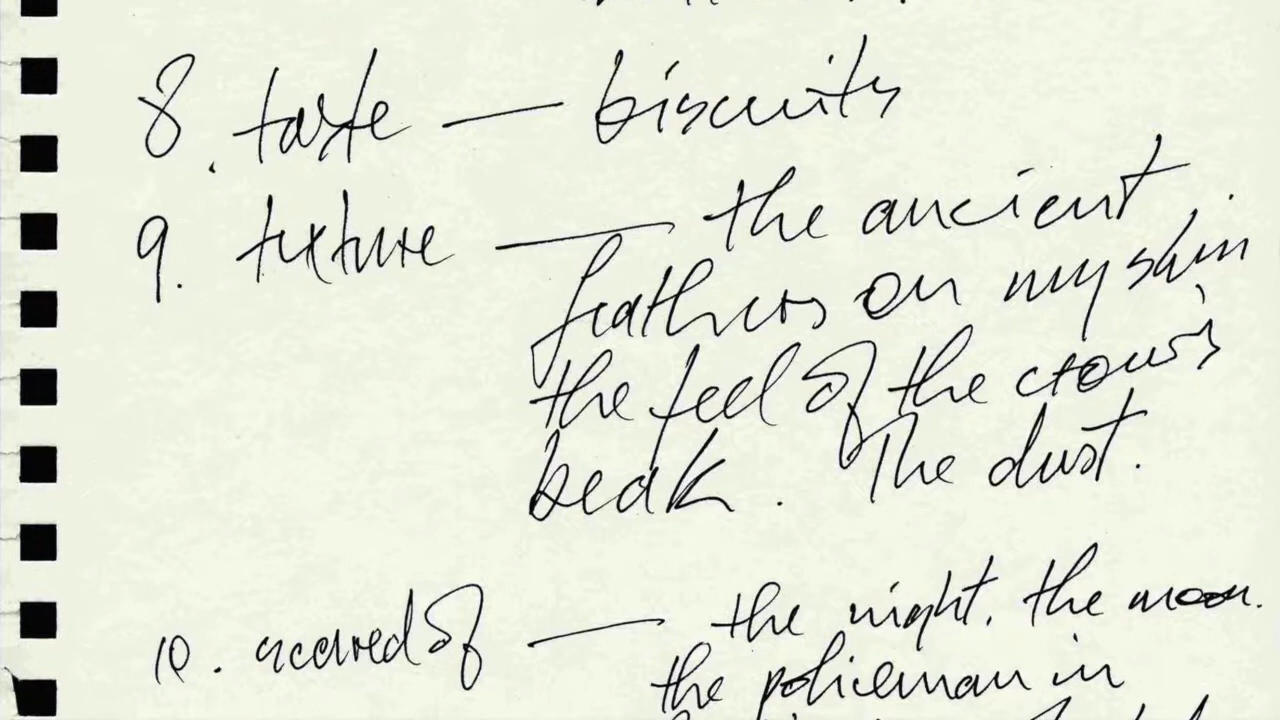 8. taste — biscuits
9. texture — the ancient
feathers on my skin.
the feel of the crow's
beak. The dust.
10. scared of — the night. the moon.
the policeman in